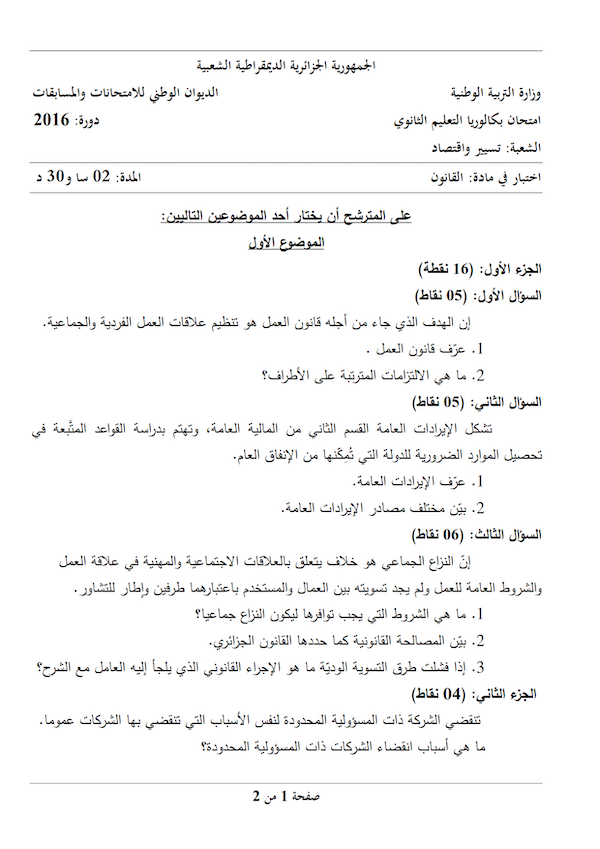 الجمهورية الجزائرية الديمقراطية الشعبية
وزارة التربية الوطنية الديوان الوطني للامتحانات والمسابقات
امتحان بكالوريا التعليم الثانوي دورة: 2016
الشعبة: تسيير واقتصاد
اختبار في مادة: القانون المدة: 02 سا و30 د
على المترشح أن يختار أحد الموضوعين التاليين:
الموضوع الأول
الجزء الأول: (16 نقطة)
السؤال الأول: (05 نقاط)
إن الهدف الذي جاء من أجله قانون العمل هو تنظيم علاقات العمل الفردية والجماعية.
1. عرّف قانون العمل .
2. ما هي الالتزامات المترتبة على الأطراف؟
السؤال الثاني: (05 نقاط)
تشكل الإيرادات العامة القسم الثاني من المالية العامة، وتهتم بدراسة القواعد المتَّبعة في
تحصيل الموارد الضرورية للدولة التي تُمِكّنها من الإنفاق العام.
1. عرّف الإيرادات العامة.
2. بيّن مختلف مصادر الإيرادات العامة.
السؤال الثالث: (06 نقاط)
إنّ النزاع الجماعي هو خلاف يتعلق بالعلاقات الاجتماعية والمهنية في علاقة العمل
والشروط العامة للعمل ولم يجد تسويته بين العمال والمستخدم باعتبارهما طرفين وإطار للتشاور.
1. ما هي الشروط التي يجب توافرها ليكون النزاع جماعيا؟
2. بيّن المصالحة القانونية كما حددها القانون الجزائري.
3. إذا فشلت طرق التسوية الوديّة ما هو الإجراء القانوني الذي يلجأ إليه العامل مع الشرح؟
الجزء الثاني: (04 نقاط)
تنقضي الشركة ذات المسؤولية المحدودة لنفس الأسباب التي تنقضي بها الشركات عموما.
ما هي أسباب انقضاء الشركات ذات المسؤولية المحدودة؟
صفحة 1 من 2